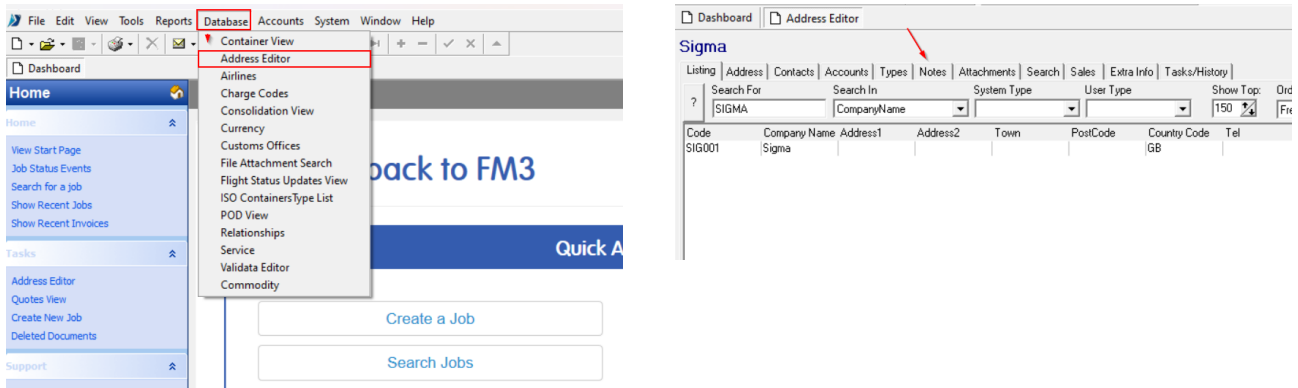 File Edit View Tools Reports Database Accounts System Window Help
Dashboard
Home
Home
View Start Page
Job Status Events
Search for a job
Show Recent Jobs
Show Recent Invoices
Tasks
Address Editor
Quotes View
Create New Job
Deleted Documents
Support
Container View
Address Editor
Airlines
Charge Codes
Consolidation View
Currency
Customs Offices
File Attachment Search
Flight Status Updates View
ISO ContainersType List
POD View
Relationships
Service
Validata Editor
Commodity
back to FM3
Quick A
Create a Job
Search Jobs
Dashboard Address Editor
Sigma
Listing Address Contacts Accounts Types Notes Attachments Search Sales Extra Info Tasks/History
? Search For Search In System Type User Type Show Top: Ord
SIGMA CompanyName 150 Fre
Code Company Name Address1 Address2 Town PostCode Country Code Tel
SIG001 Sigma GB